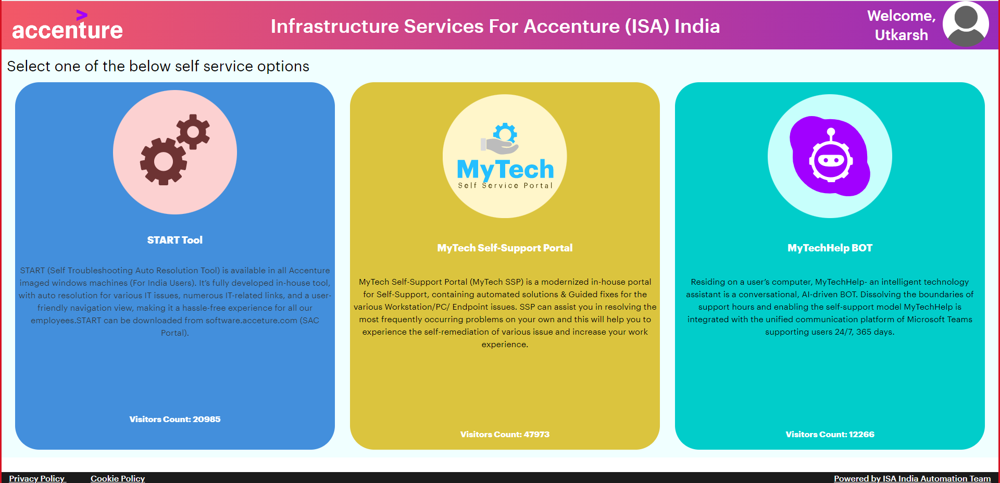 accenture
Infrastructure Services For Accenture (ISA) India
Welcome,
Utkarsh
Select one of the below self service options
START Tool
START (Self Troubleshooting Auto Resolution Tool) is available in all Accenture
imaged windows machines (For India Users). It’s fully developed in-house tool,
with auto resolution for various IT issues, numerous IT-related links, and a user-
friendly navigation view, making it a hassle-free experience for all our
employees.START can be downloaded from software.acceture.com (SAC
Portal).
Visitors Count: 20985
MyTech
Self Service Portal
MyTech Self-Support Portal
MyTech Self-Support Portal (MyTech SSP) is a modernized in-house portal
for Self-Support, containing automated solutions & Guided fixes for the
various Workstation/PC/ Endpoint issues. SSP can assist you in resolving the
most frequently occurring problems on your own and this will help you to
experience the self-remediation of various issue and increase your work
experience.
Visitors Count: 47973
MyTechHelp BOT
Residing on a user’s computer, MyTechHelp- an intelligent technology
assistant is a conversational, AI-driven BOT. Dissolving the boundaries of
support hours and enabling the self-support model MyTechHelp is
integrated with the unified communication platform of Microsoft Teams
supporting users 24/7, 365 days.
Visitors Count: 12266
Privacy Policy
Cookie Policy
Powered by ISA India Automation Team